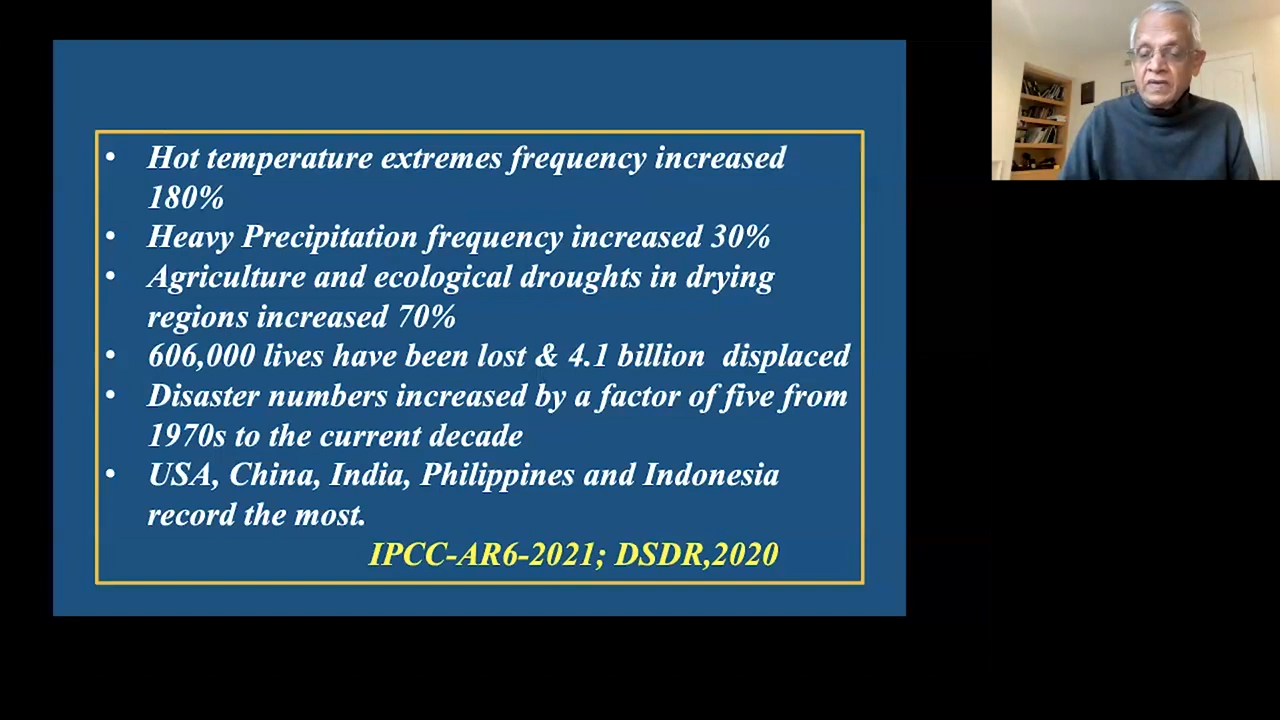 • Hot temperature extremes frequency increased
180%
• Heavy Precipitation frequency increased 30%
• Agriculture and ecological droughts in drying
regions increased 70%
• 606,000 lives have been lost & 4.1 billion displaced
• Disaster numbers increased by a factor of five from
1970s to the current decade
• USA, China, India, Philippines and Indonesia
record the most.
IPCC-AR6-2021; DSDR,2020